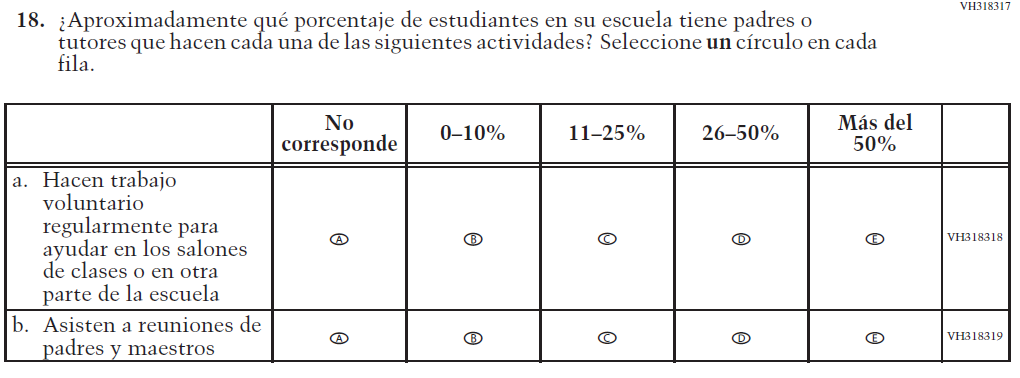 VH318317
18. ¿Aproximadamente qué porcentaje de estudiantes en su escuela tiene padres o
tutores que hacen cada una de las siguientes actividades? Seleccione un círculo en cada
fila.
No
corresponde
0–10%
11–25%
26–50%
Más del
50%
a. Hacen trabajo
voluntario
regularmente para
ayudar en los salones
de clases o en otra
parte de la escuela
A B C D E VH318318
b. Asisten a reuniones de
padres y maestros
A B C D E VH318319